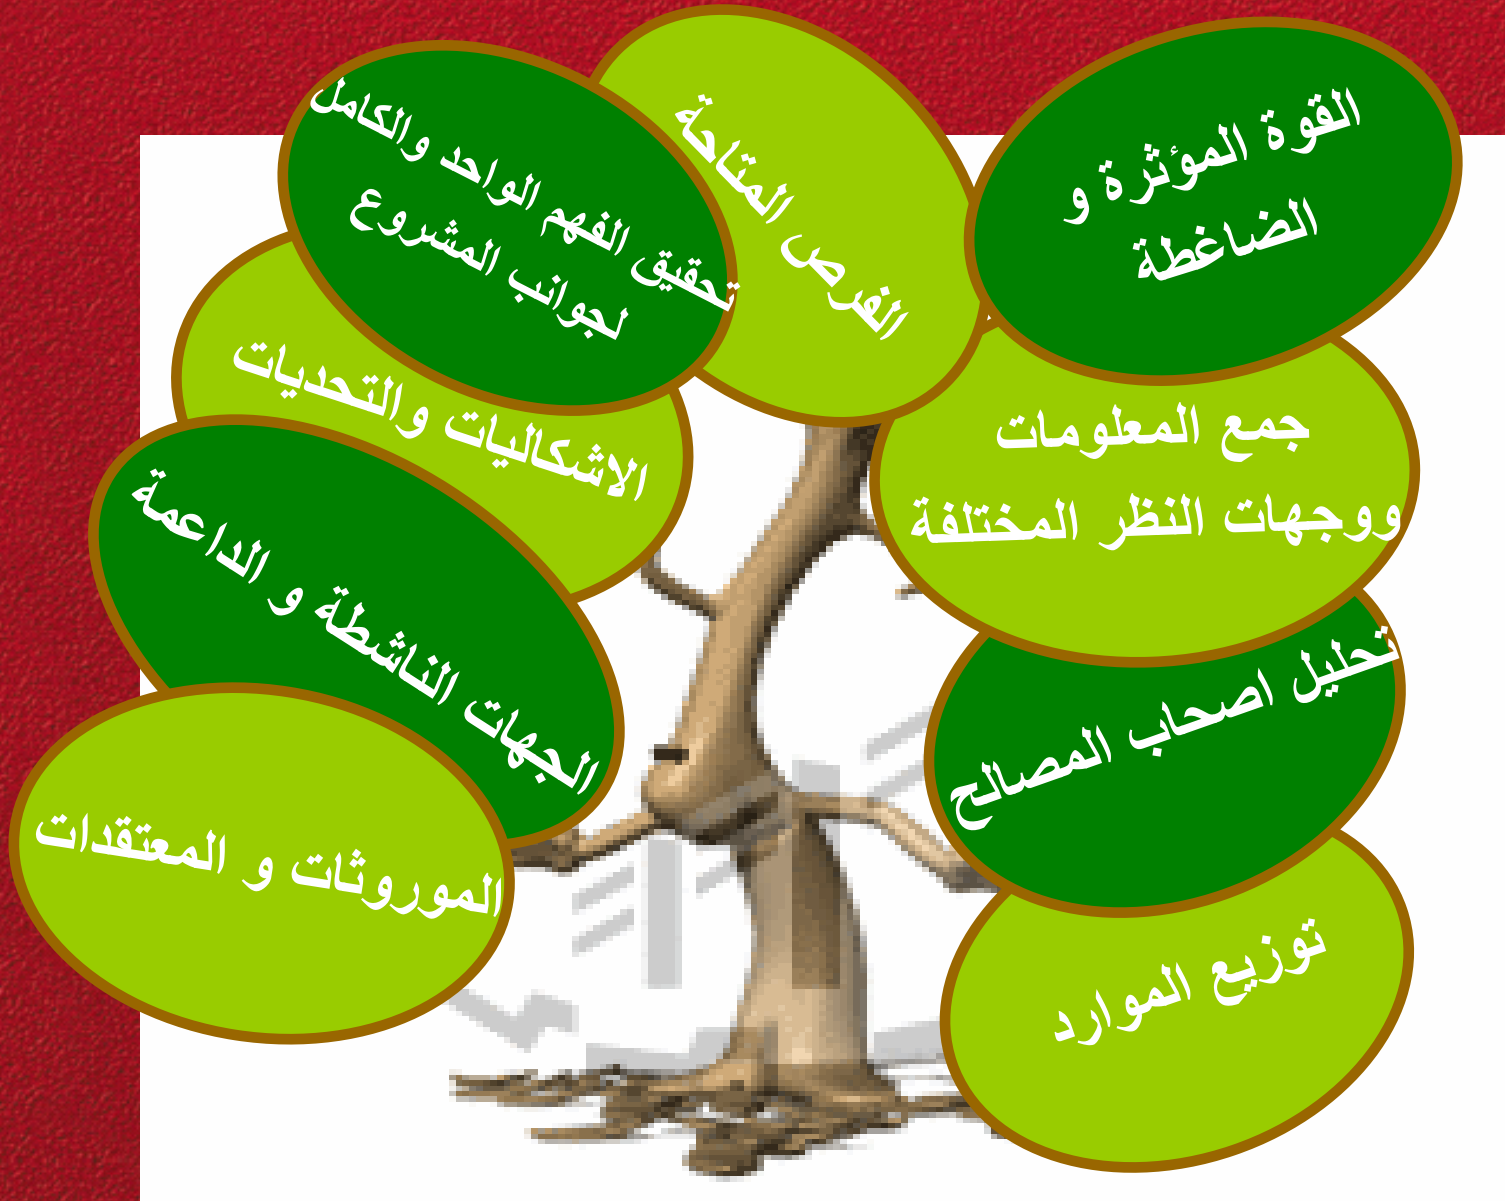 القوة المؤثرة و
الضاغطة
الفرص المتاحة
تحقيق الفهم الواحد والكامل
لجوانب المشروع
جمع المعلومات
ووجهات النظر المختلفة
الاشكاليات والتحديات
تحليل اصحاب المصالح
الجهات الناشطة و الداعمة
توزيع الموارد
الموروثات و المعتقدات